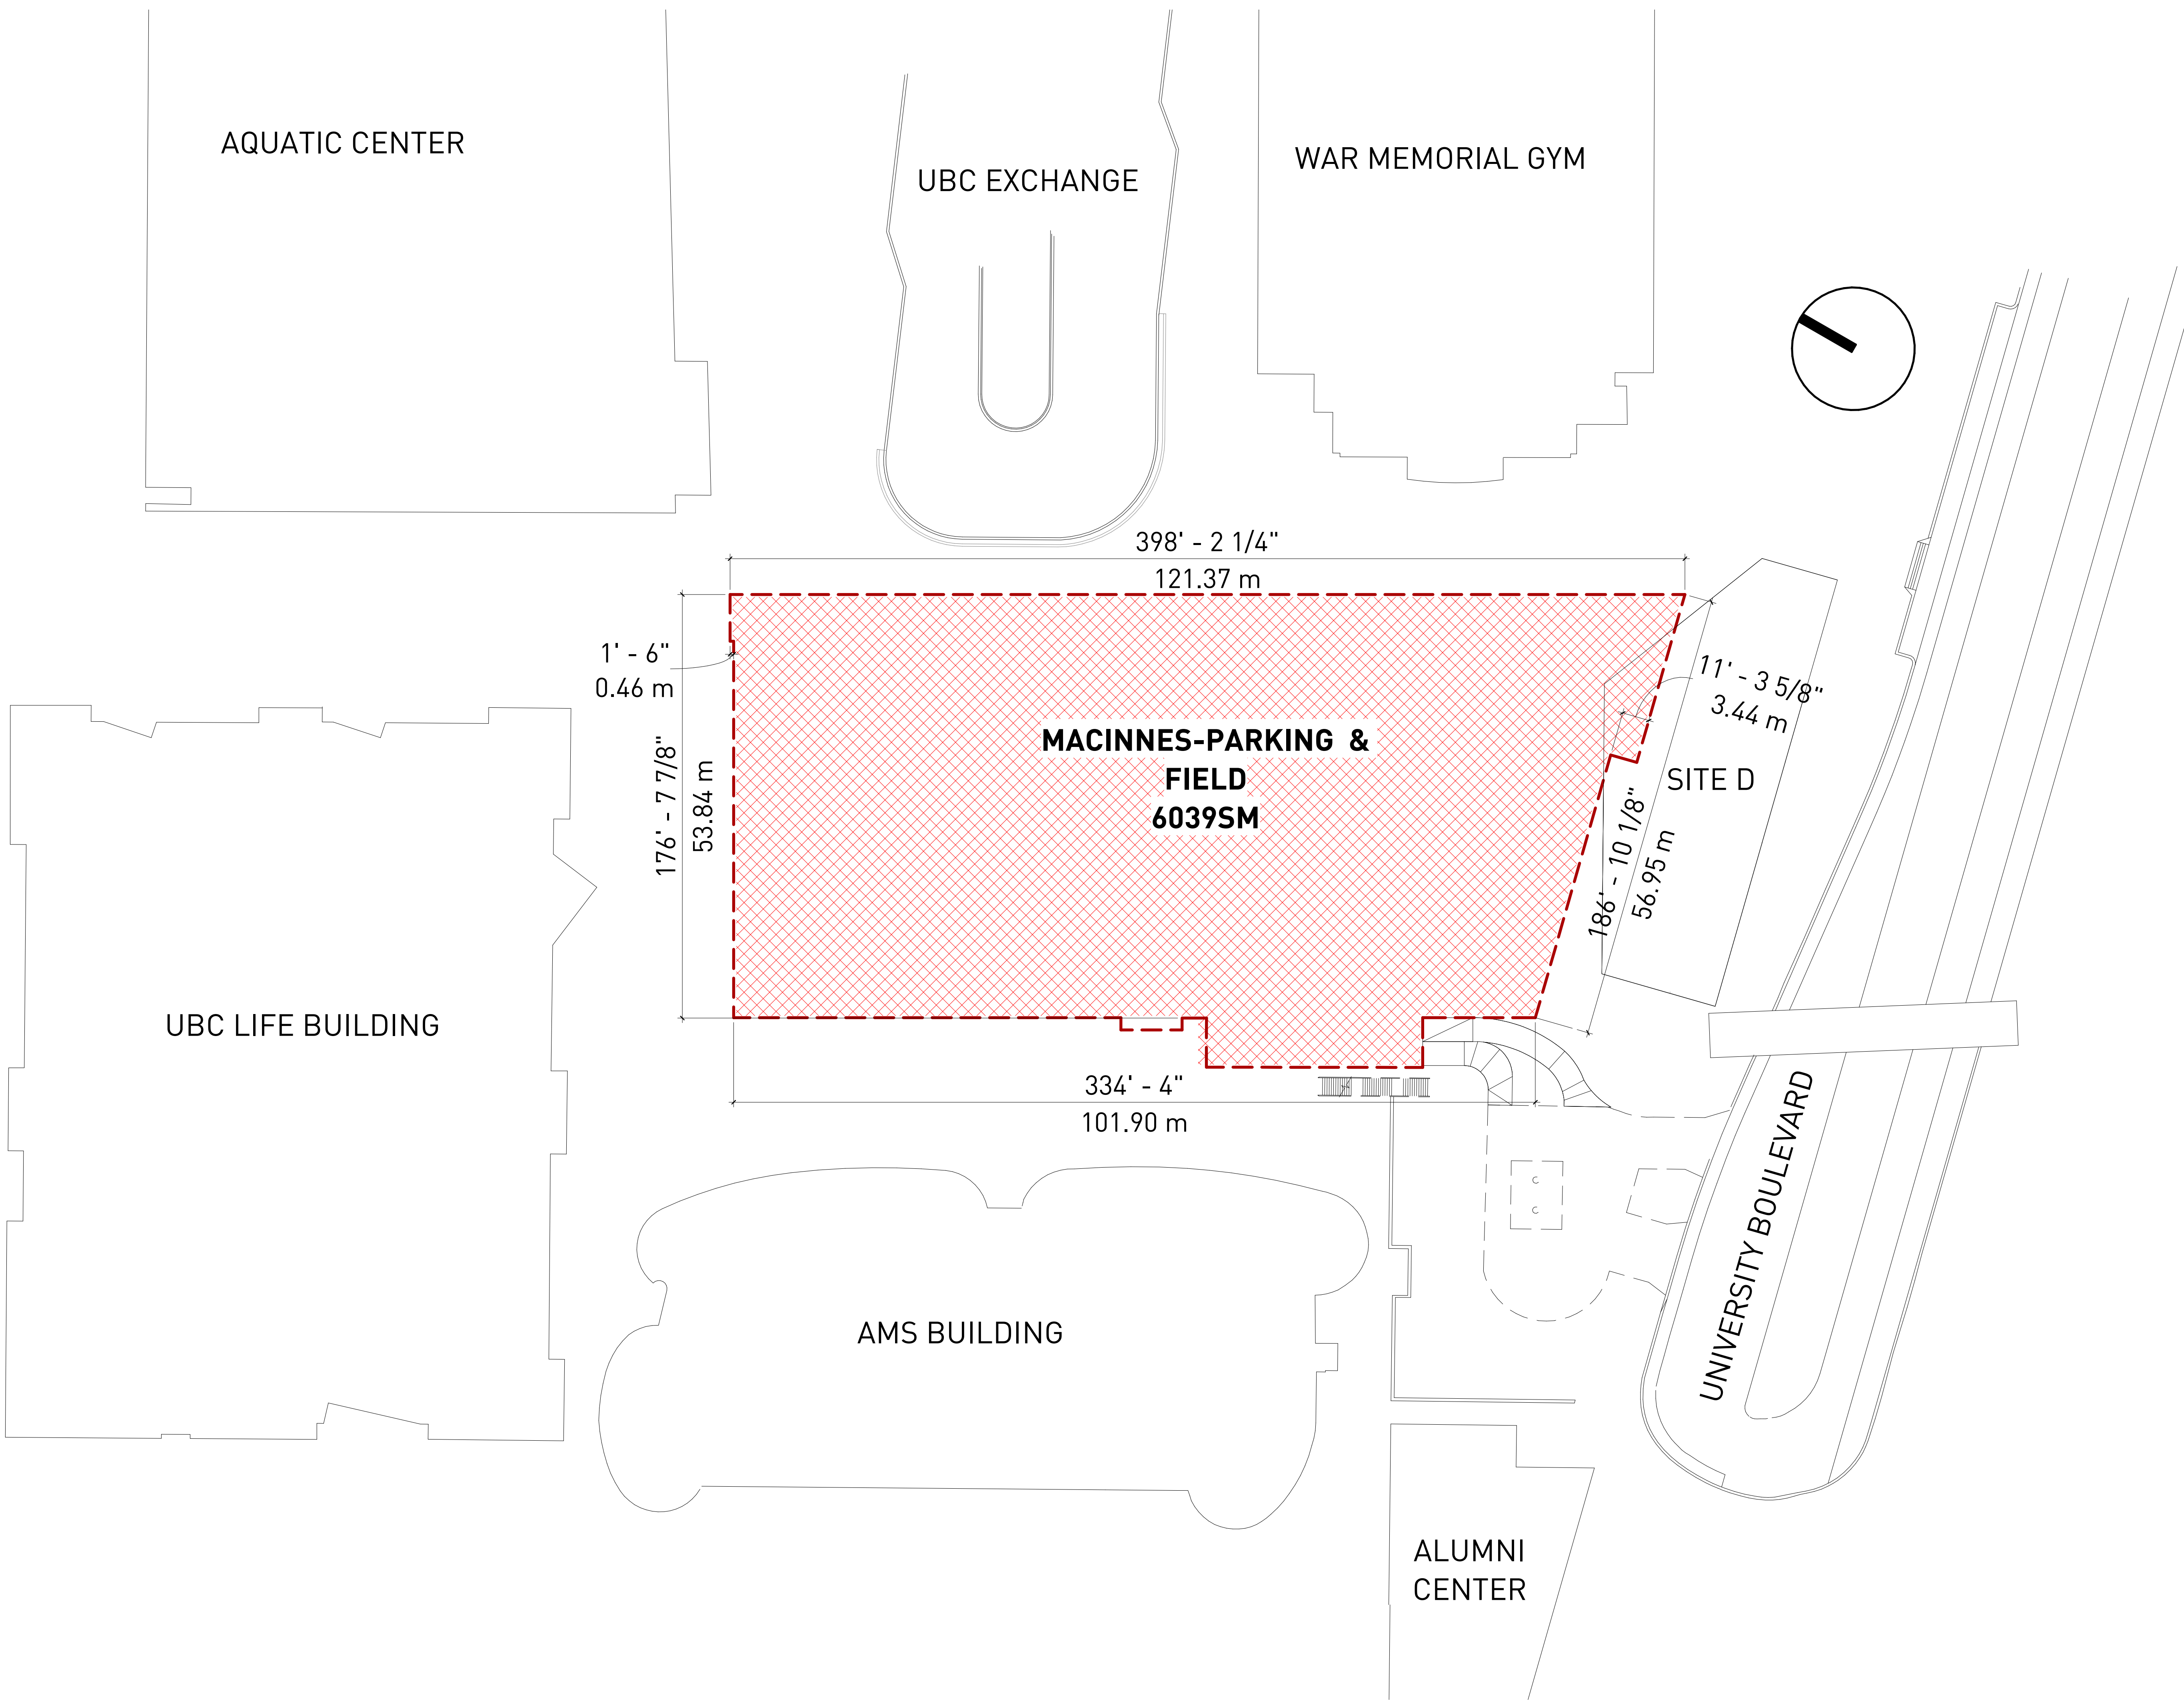 AQUATIC CENTER
UBC EXCHANGE
WAR MEMORIAL GYM
398' - 2 1/4"
121.37 m
1' - 6"
0.46 m
11' - 3 5/8"
3.44 m
176' - 7 7/8"
53.84 m
MACINNES-PARKING &
FIELD
6039SM
SITE D
186' - 10 1/8"
56.95 m
UBC LIFE BUILDING
334' - 4"
101.90 m
UNIVERSITY BOULEVARD
AMS BUILDING
ALUMNI
CENTER